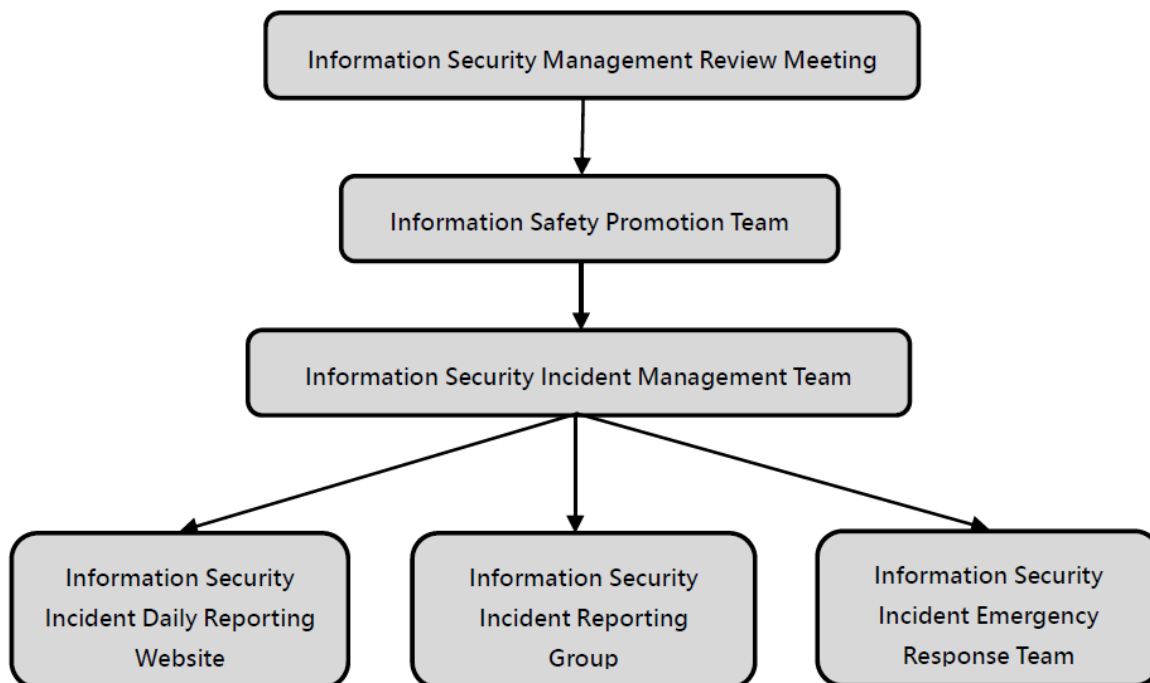 Information Security Management Review Meeting
Information Safety Promotion Team
Information Security Incident Management Team
Information Security
Incident Daily Reporting
Website
Information Security
Incident Reporting
Group
Information Security
Incident Emergency
Response Team